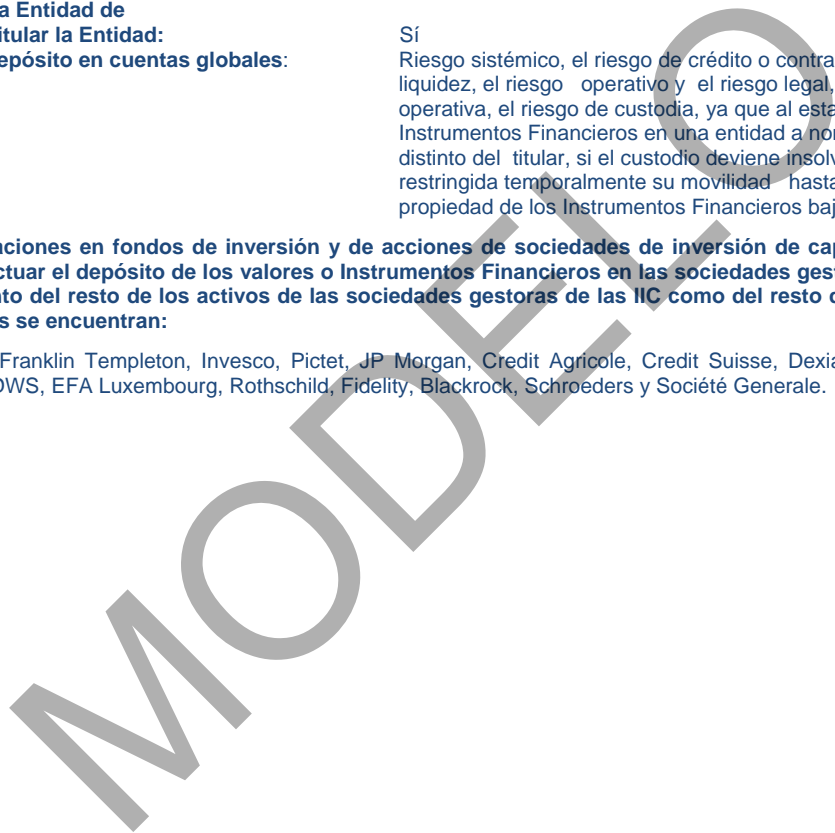 a Entidad de
itular la Entidad: Sí
epósito en cuentas globales: Riesgo sistémico, el riesgo de crédito o contra
liquidez, el riesgo operativo y el riesgo legal,
operativa, el riesgo de custodia, ya que al esta
Instrumentos Financieros en una entidad a nor
distinto del titular, si el custodio deviene insolv
restringida temporalmente su movilidad hasta
propiedad de los Instrumentos Financieros baj
aciones en fondos de inversión y de acciones de sociedades de inversión de cap
ctuar el depósito de los valores o Instrumentos Financieros en las sociedades gest
nto del resto de los activos de las sociedades gestoras de las IIC como del resto d
s se encuentran:
Franklin Templeton, Invesco, Pictet, JP Morgan, Credit Agricole, Credit Suisse, Dexia
DWS, EFA Luxembourg, Rothschild, Fidelity, Blackrock, Schroeders y Société Generale.
MODELO